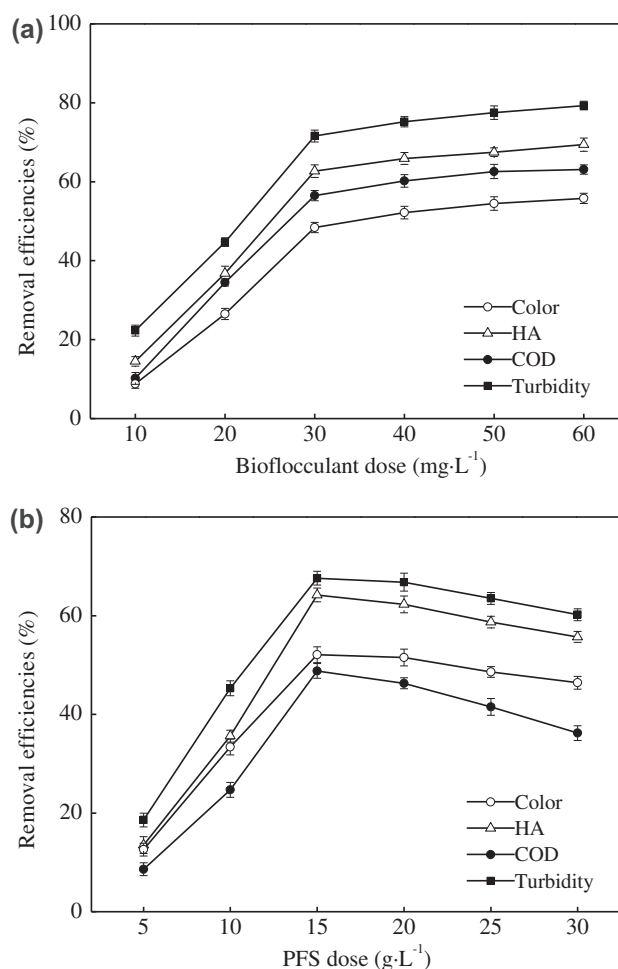 (a)
100
80
60
40
20
0
Removal efficiencies (%)
Color
HA
COD
Turbidity
10 20 30 40 50 60
Bioflocculant dose (mg·L⁻¹)
(b)
80
60
40
20
0
Removal efficiencies (%)
Color
HA
COD
Turbidity
5 10 15 20 25 30
PFS dose (g·L⁻¹)